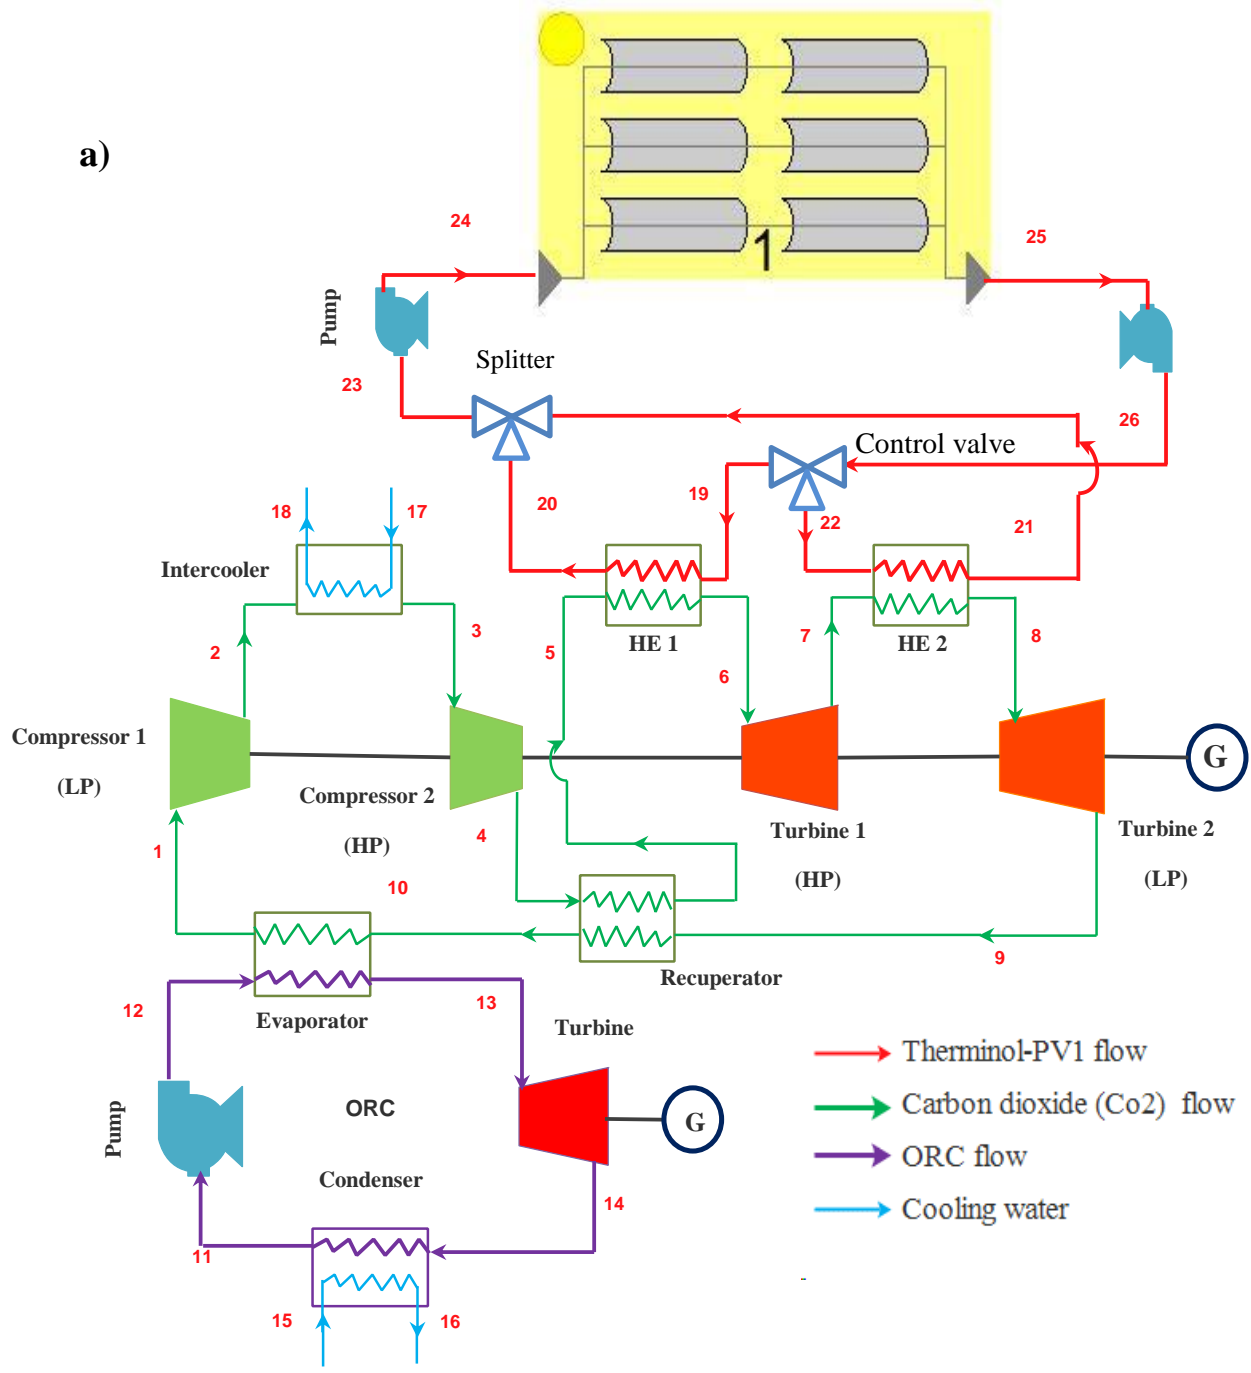 a)
1
24
25
Pump
Splitter
23
26
Control valve
20
19
22
21
18
17
Intercooler
HE 1
HE 2
2
3
5
6
7
8
Compressor 1
(LP)
Compressor 2
(HP)
G
Turbine 1
(HP)
Turbine 2
(LP)
1
4
10
9
Recuperator
12
13
Evaporator
Turbine
Pump
ORC
G
Condenser
14
11
15
16
Therminol-PV1 flow
Carbon dioxide (Co2) flow
ORC flow
Cooling water